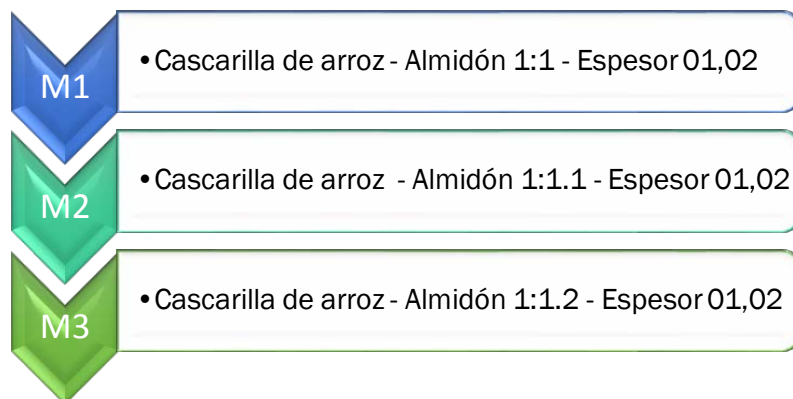 M1
•Cascarilla de arroz - Almidón 1:1 - Espesor 01,02
M2
•Cascarilla de arroz - Almidón 1:1.1 - Espesor 01,02
M3
•Cascarilla de arroz - Almidón 1:1.2 - Espesor 01,02